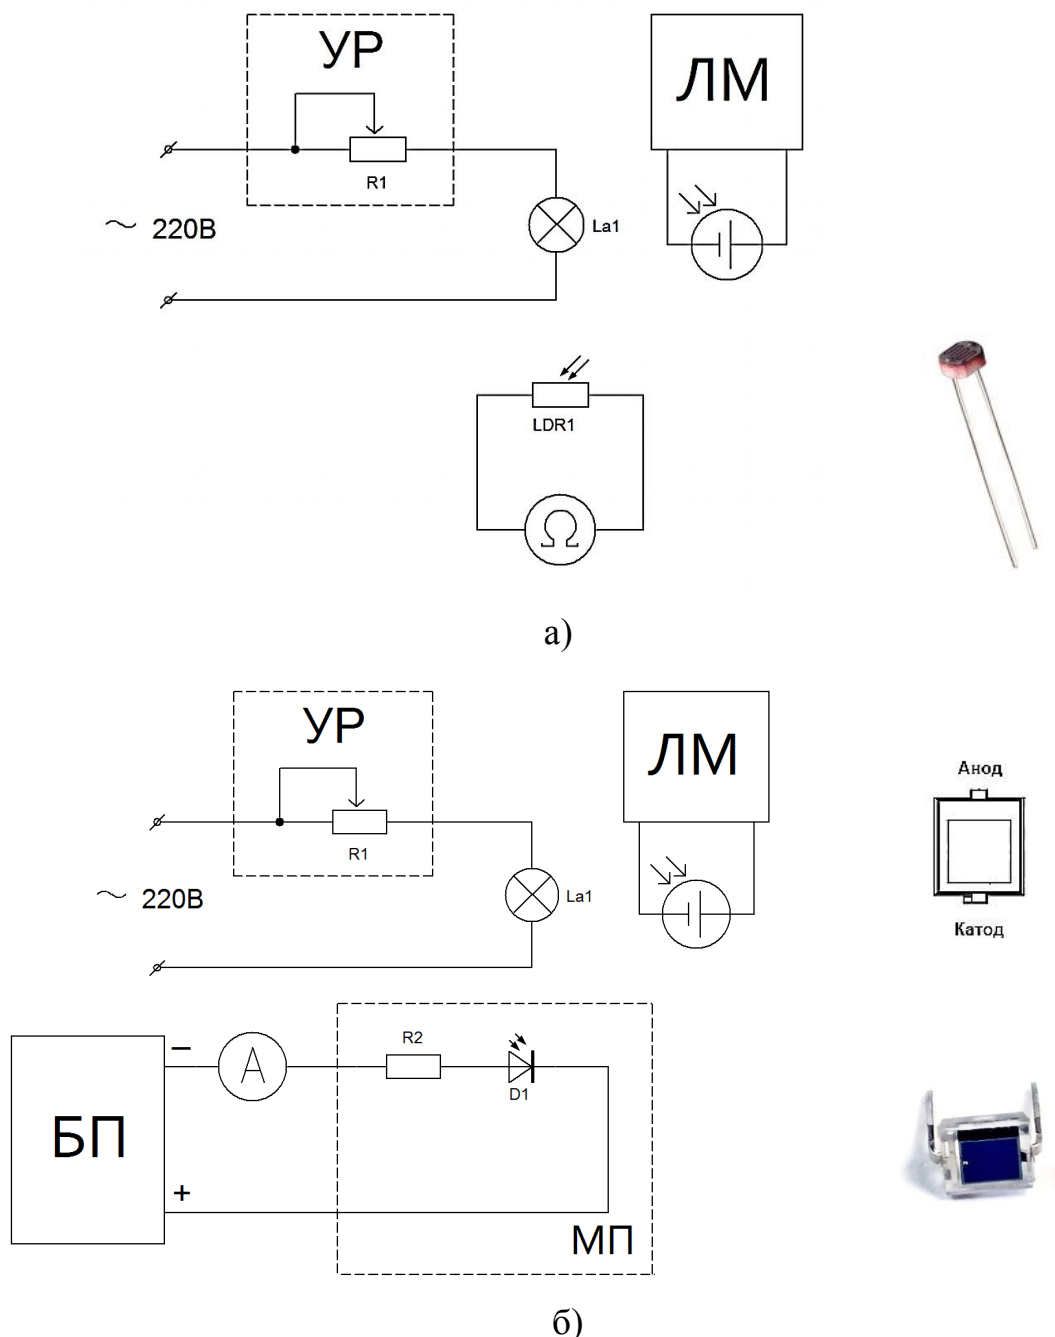 УР
ЛМ
R1
~ 220В
La1
LDR1
Ω
а)
УР
ЛМ
Анод
R1
~ 220В
La1
Катод
R2
–
А
D1
БП
+
МП
б)